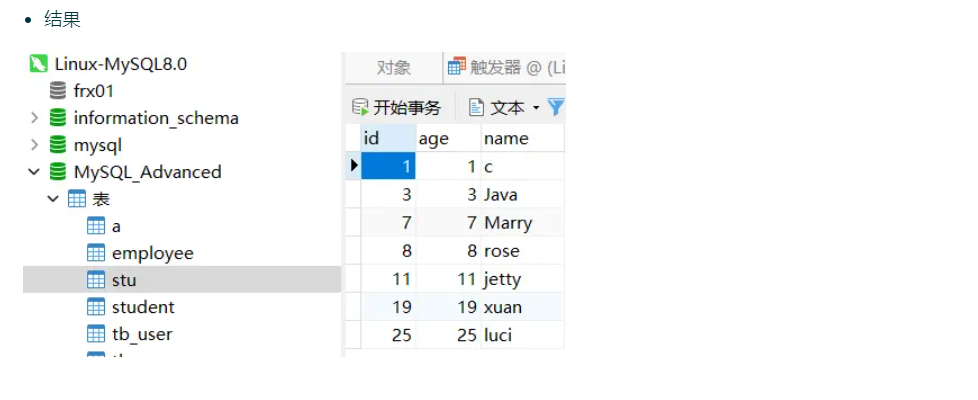 结果
Linux-MySQL8.0
frx01
information_schema
mysql
MySQL_Advanced
表
a
employee
stu
student
tb_user
对象 触发器 @ (Li
开始事务 文本
id age name
1 1 c
3 3 Java
7 7 Marry
8 8 rose
11 11 jetty
19 19 xuan
25 25 luci